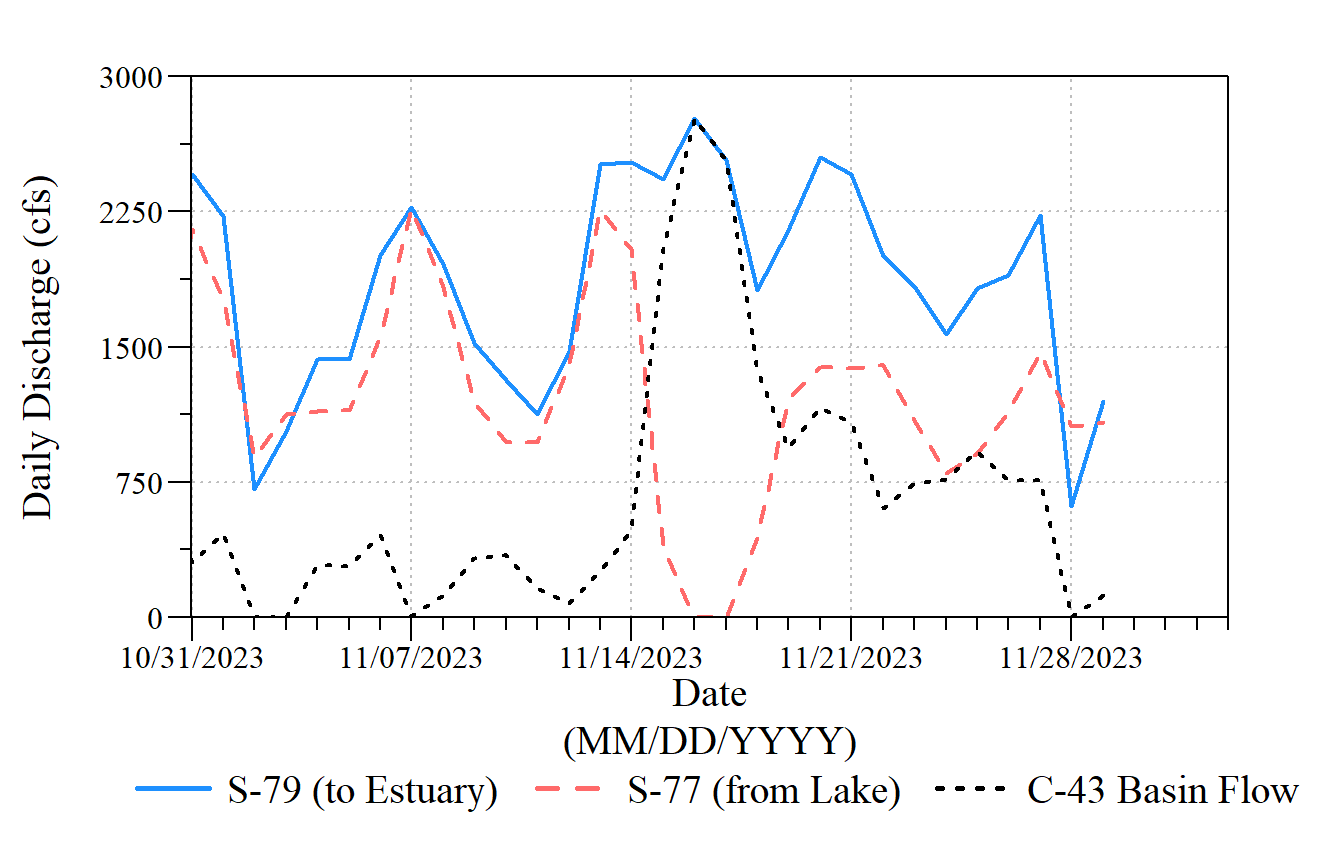 Daily Discharge (cfs)
3000
2250
1500
750
0
10/31/2023 11/07/2023 11/14/2023 11/21/2023 11/28/2023
Date
(MM/DD/YYYY)
S-79 (to Estuary) S-77 (from Lake) C-43 Basin Flow